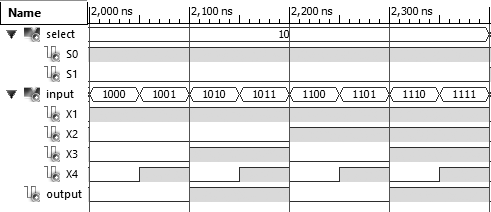 Name 2,000 ns 2,100 ns 2,200 ns 2,300 ns
select 10
S0
S1
input 1000 1001 1010 1011 1100 1101 1110 1111
X1
X2
X3
X4
output